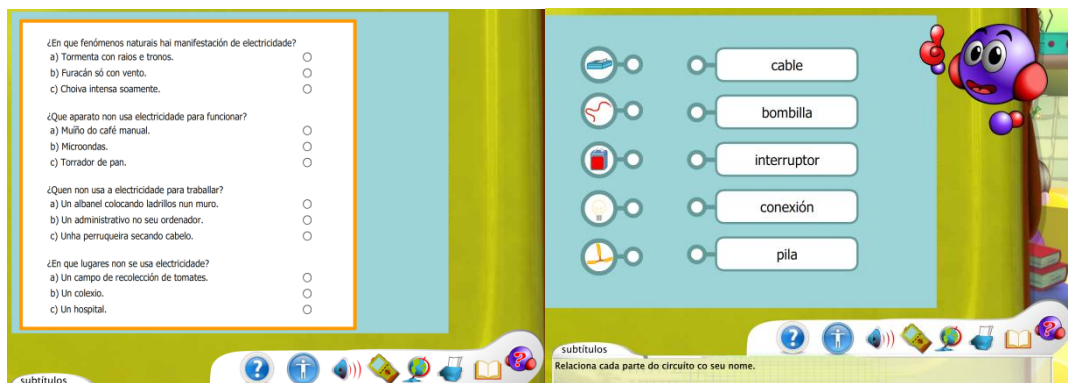 ¿En que fenómenos naturais hai manifestación de electricidade?
a) Tormenta con raios e tronos.
b) Furacán só con vento.
c) Choiva intensa soamente.
¿Que aparato non usa electricidade para funcionar?
a) Muíño do café manual.
b) Microondas.
c) Torrador de pan.
¿Quen non usa a electricidade para traballar?
a) Un albanel colocando ladrillos nun muro.
b) Un administrativo no seu ordenador.
c) Unha perruqueira secando cabelo.
¿En que lugares non se usa electricidade?
a) Un campo de recolección de tomates.
b) Un colexio.
c) Un hospital.
subtítulos
cable
bombilla
interruptor
conexión
pila
subtítulos
Relaciona cada parte do circuíto co seu nome.